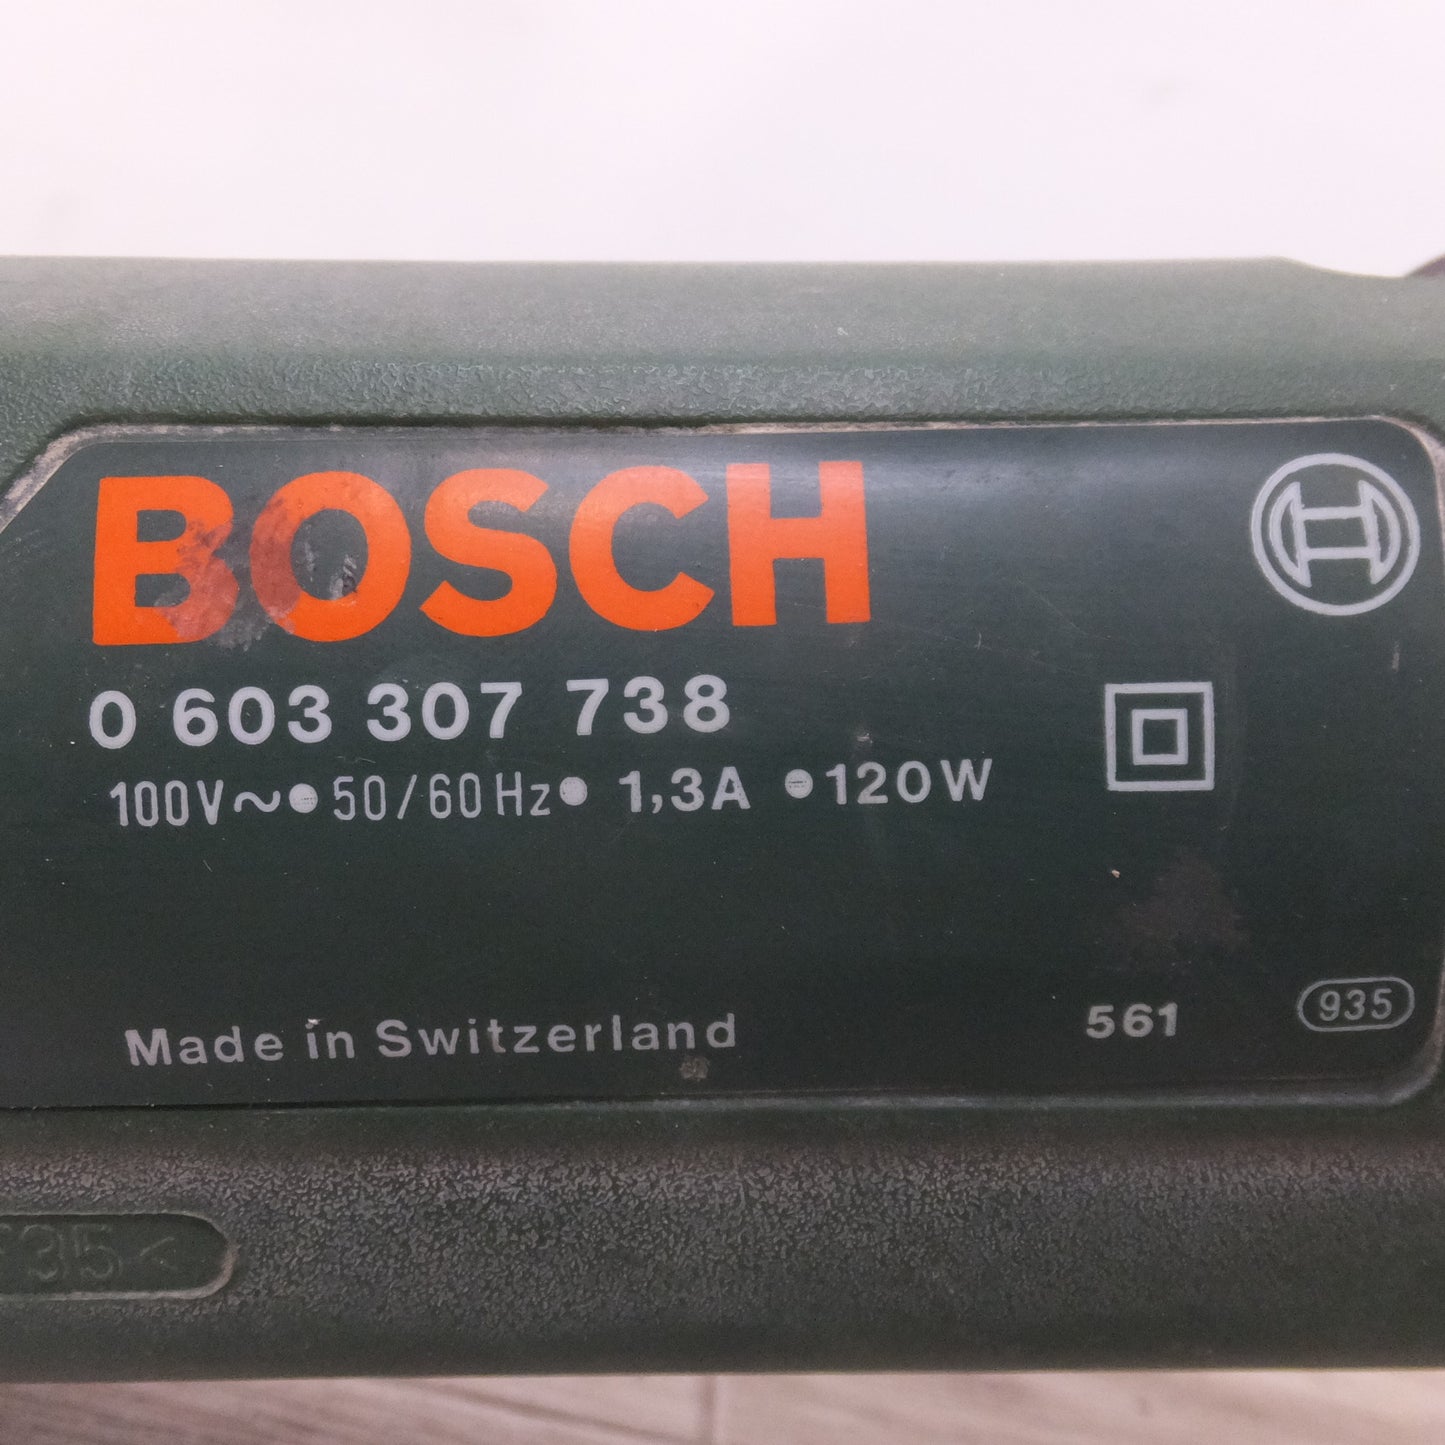 BOSCH
0 603 307 738
100V~•50/60Hz• 1,3A •120W
Made in Switzerland
561
935